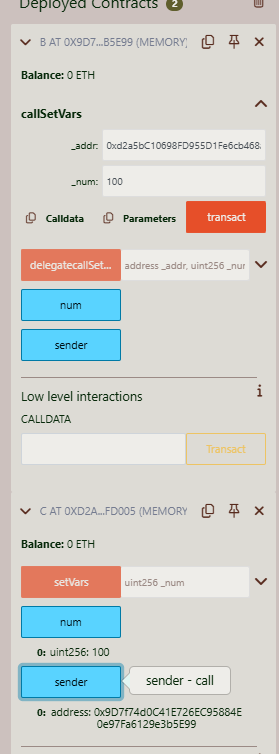 Deployed Contracts 2
B AT 0X9D7...B5E99 (MEMORY)
Balance: 0 ETH
callSetVars
_addr: 0xd2a5bC10698FD955D1Fe6cb468
_num: 100
Calldata Parameters transact
delegatecallSet... address _addr, uint256 _num
num
sender
Low level interactions
i
CALLDATA
Transact
C AT 0XD2A...FD005 (MEMORY)
Balance: 0 ETH
setVars uint256 _num
num
0: uint256: 100
sender sender - call
0: address: 0x9D7f74d0C41E726EC95884E
0e97Fa6129e3b5E99